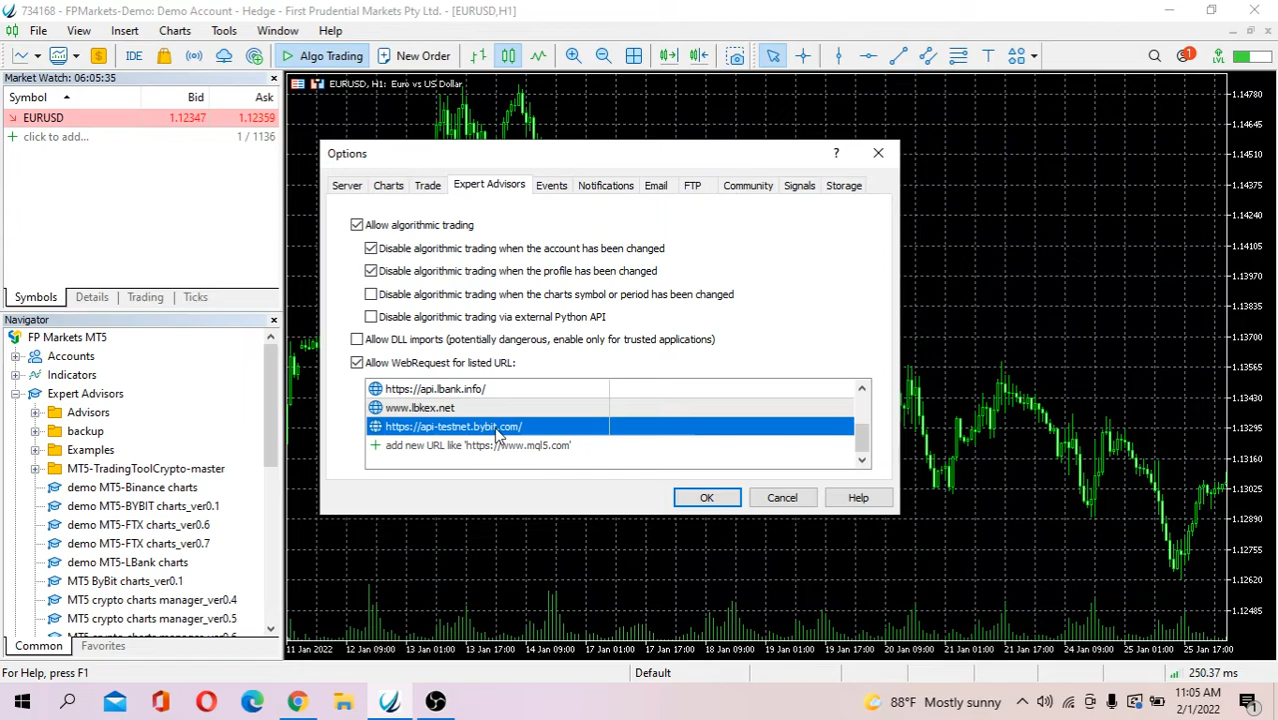 734168 - FPMarkets-Demo: Demo Account - Hedge - First Prudential Markets Pty Ltd. - [EURUSD,H1]
File View Insert Charts Tools Window Help
IDE Algo Trading New Order 1 LVL
Market Watch: 06:05:35
Symbol Bid Ask
EURUSD 1.12347 1.12359
click to add... 1 / 1136
Symbols Details Trading Ticks
Navigator
FP Markets MT5
Accounts
Indicators
Expert Advisors
Advisors
backup
Examples
MT5-TradingToolCrypto-master
demo MT5-Binance charts
demo MT5-BYBIT charts_ver0.1
demo MT5-FTX charts_ver0.6
demo MT5-FTX charts_ver0.7
demo MT5-LBank charts
MT5 ByBit charts_ver0.1
MT5 crypto charts manager_ver0.4
MT5 crypto charts manager_ver0.5
Common Favorites
EURUSD, H1: Euro vs US Dollar
Options
Server Charts Trade Expert Advisors Events Notifications Email FTP Community Signals Storage
Allow algorithmic trading
Disable algorithmic trading when the account has been changed
Disable algorithmic trading when the profile has been changed
Disable algorithmic trading when the charts symbol or period has been changed
Disable algorithmic trading via external Python API
Allow DLL imports (potentially dangerous, enable only for trusted applications)
Allow WebRequest for listed URL:
https://api.lbank.info/
www.lbkex.net
https://api-testnet.bybit.com/
add new URL like 'https://www.mql5.com'
OK Cancel Help
1.14780
1.14645
1.14510
1.14375
1.14240
1.14105
1.13970
1.13835
1.13700
1.13565
1.13430
1.13295
1.13160
1.13025
1.12890
1.12755
1.12620
1.12485
11 Jan 2022 12 Jan 09:00 13 Jan 01:00 13 Jan 17:00 14 Jan 09:00 17 Jan 01:00 17 Jan 17:00 18 Jan 09:00 19 Jan 01:00 19 Jan 17:00 20 Jan 09:00 21 Jan 01:00 21 Jan 17:00 24 Jan 09:00 25 Jan 01:00 25 Jan 17:00
For Help, press F1 Default 250.37 ms
88°F Mostly sunny 11:05 AM
2/1/2022 1